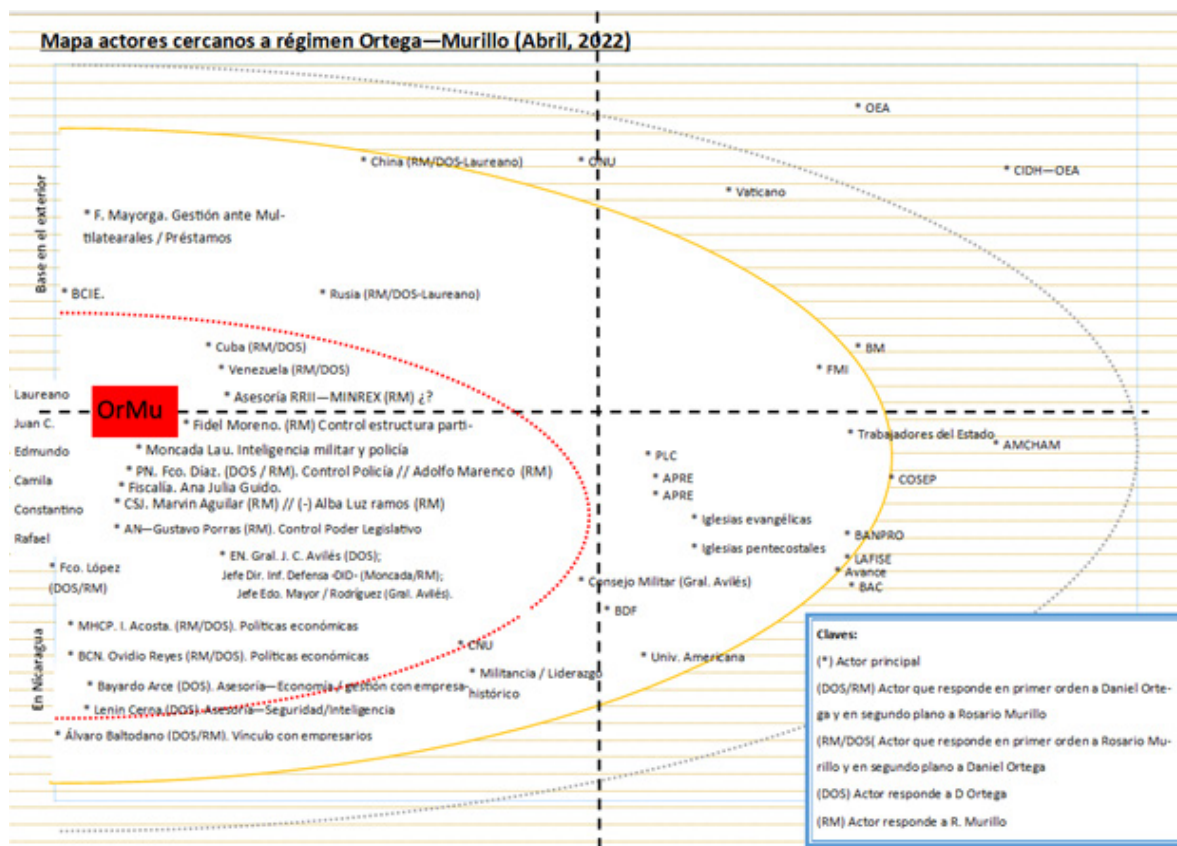 Mapa actores cercanos a régimen Ortega—Murillo (Abril, 2022)
* OEA
* China (RM/DOS-Laureano)
* ONU
* CIDH—OEA
* Vaticano
Base en el exterior
* F. Mayorga. Gestión ante Mul-
tilatearales / Préstamos
* BCIE.
* Rusia (RM/DOS-Laureano)
* Cuba (RM/DOS)
* BM
* Venezuela (RM/DOS)
* FMI
Laureano
* Asesoría RRII—MINREX (RM) ¿?
OrMu
Juan C.
* Fidel Moreno. (RM) Control estructura parti-
* Trabajadores del Estado
* AMCHAM
Edmundo
* Moncada Lau. Inteligencia militar y policía
* PLC
* PN. Fco. Díaz. (DOS / RM). Control Policía // Adolfo Marenco (RM)
Camila
* Fiscalía. Ana Julia Guido.
* APRE
* COSEP
* APRE
Constantino
* CSJ. Marvin Aguilar (RM) // (-) Alba Luz ramos (RM)
* Iglesias evangélicas
Rafael
* AN—Gustavo Porras (RM). Control Poder Legislativo
* BANPRO
* Iglesias pentecostales
* EN. Gral. J. C. Avilés (DOS);
Jefe Dir. Inf. Defensa -DID- (Moncada/RM);
Jefe Edo. Mayor / Rodríguez (Gral. Avilés).
* Fco. López
(DOS/RM)
* LAFISE
* Avance
* BAC
* Consejo Militar (Gral. Avilés)
* BDF
En Nicaragua
* MHCP. I. Acosta. (RM/DOS). Políticas económicas
* CNU
* BCN. Ovidio Reyes (RM/DOS). Políticas económicas
* Univ. Americana
* Militancia / Liderazgo
histórico
* Bayardo Arce (DOS). Asesoría—Economía / gestión con empresa-
* Lenin Cerna (DOS). Asesoría—Seguridad/Inteligencia
* Álvaro Baltodano (DOS/RM). Vínculo con empresarios
Claves:
(*) Actor principal
(DOS/RM) Actor que responde en primer orden a Daniel Orte-
ga y en segundo plano a Rosario Murillo
(RM/DOS( Actor que responde en primer orden a Rosario Mu-
rillo y en segundo plano a Daniel Ortega
(DOS) Actor responde a D Ortega
(RM) Actor responde a R. Murillo